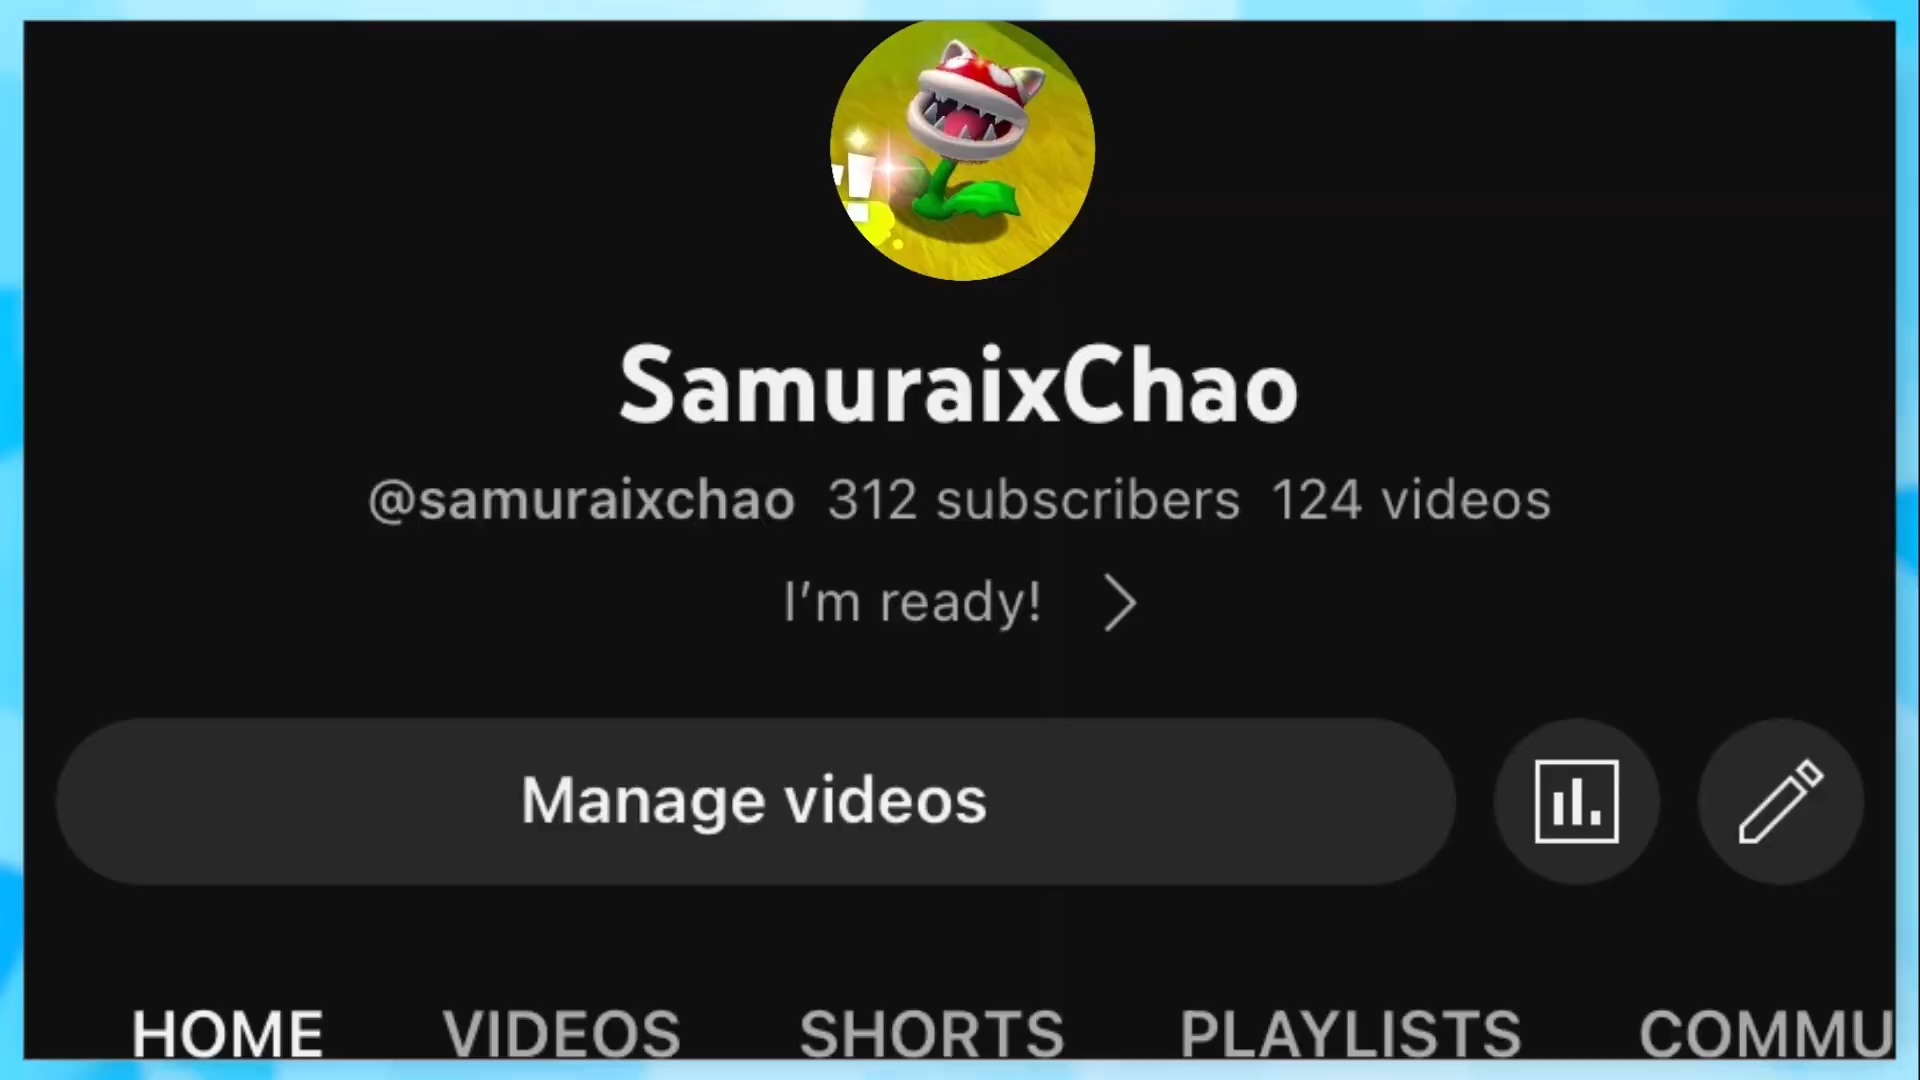 SamuraixChao
@samuraixchao 312 subscribers 124 videos
I'm ready!
Manage videos
HOME VIDEOS SHORTS PLAYLISTS COMMU